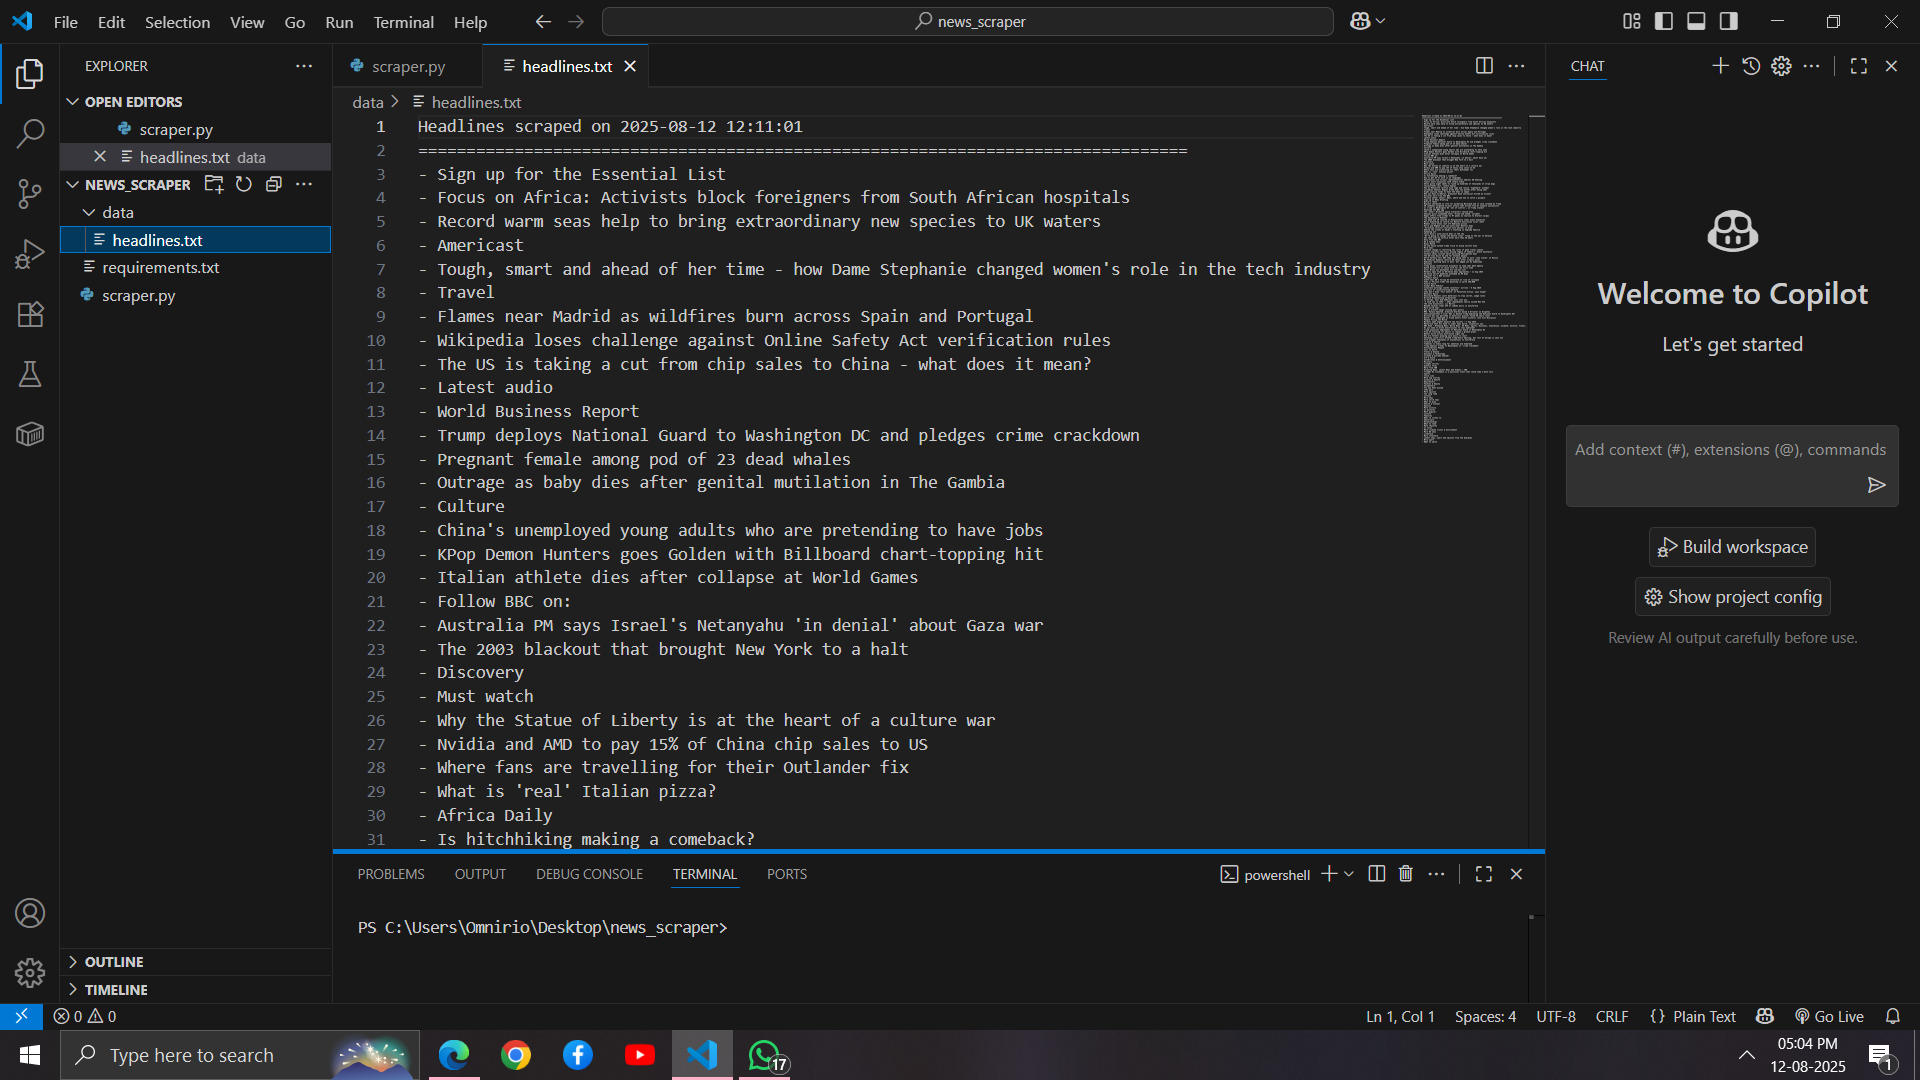 File Edit Selection View Go Run Terminal Help
news_scraper
EXPLORER
OPEN EDITORS
scraper.py
headlines.txt data
NEWS_SCRAPER
data
headlines.txt
requirements.txt
scraper.py
OUTLINE
TIMELINE
scraper.py headlines.txt
data > headlines.txt
1 Headlines scraped on 2025-08-12 12:11:01
2 ================================================================================
3 - Sign up for the Essential List
4 - Focus on Africa: Activists block foreigners from South African hospitals
5 - Record warm seas help to bring extraordinary new species to UK waters
6 - Americast
7 - Tough, smart and ahead of her time - how Dame Stephanie changed women's role in the tech industry
8 - Travel
9 - Flames near Madrid as wildfires burn across Spain and Portugal
10 - Wikipedia loses challenge against Online Safety Act verification rules
11 - The US is taking a cut from chip sales to China - what does it mean?
12 - Latest audio
13 - World Business Report
14 - Trump deploys National Guard to Washington DC and pledges crime crackdown
15 - Pregnant female among pod of 23 dead whales
16 - Outrage as baby dies after genital mutilation in The Gambia
17 - Culture
18 - China's unemployed young adults who are pretending to have jobs
19 - KPop Demon Hunters goes Golden with Billboard chart-topping hit
20 - Italian athlete dies after collapse at World Games
21 - Follow BBC on:
22 - Australia PM says Israel's Netanyahu 'in denial' about Gaza war
23 - The 2003 blackout that brought New York to a halt
24 - Discovery
25 - Must watch
26 - Why the Statue of Liberty is at the heart of a culture war
27 - Nvidia and AMD to pay 15% of China chip sales to US
28 - Where fans are travelling for their Outlander fix
29 - What is 'real' Italian pizza?
30 - Africa Daily
31 - Is hitchhiking making a comeback?
PROBLEMS OUTPUT DEBUG CONSOLE TERMINAL PORTS
powershell
PS C:\Users\Omnirio\Desktop\news_scraper>
CHAT
Welcome to Copilot
Let's get started
Add context (#), extensions (@), commands
Build workspace
Show project config
Review AI output carefully before use.
0 0
Ln 1, Col 1 Spaces: 4 UTF-8 CRLF {} Plain Text Go Live
Type here to search
17
05:04 PM
12-08-2025
1